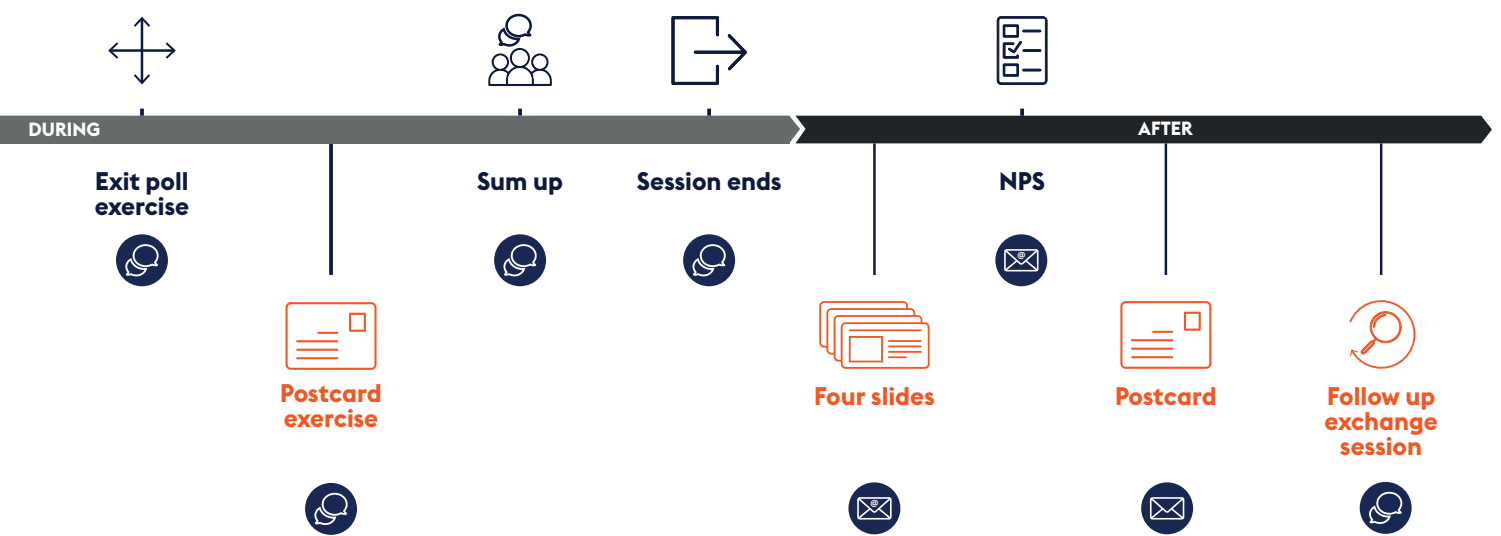 DURING
AFTER
Exit poll
exercise
Sum up
Session ends
NPS
@
Postcard
exercise
Four slides
Postcard
Follow up
exchange
session
@